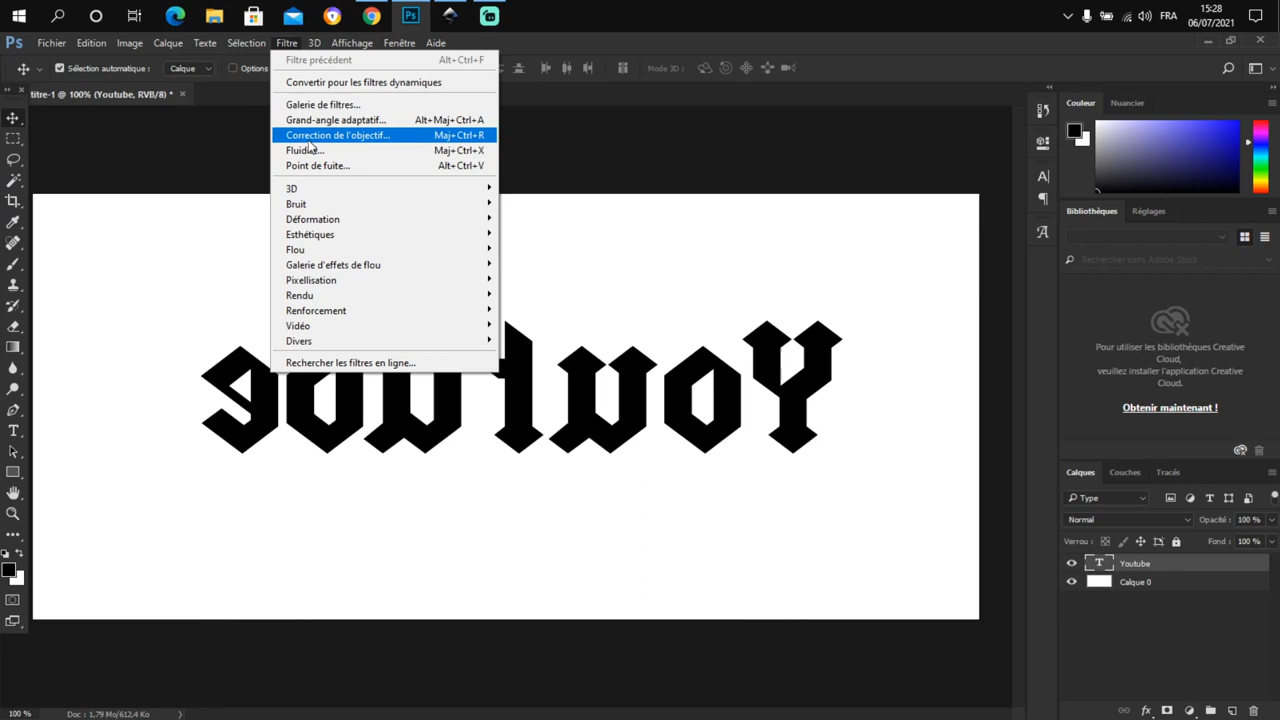 15:28
FRA
06/07/2021
Ps
Ps Fichier Edition Image Calque Texte Sélection Filtre 3D Affichage Fenêtre Aide
Sélection automatique : Calque Options Mode 3D :
titre-1 @ 100% (Youtube, RVB/8) * ×
Filtre précédent Alt+Ctrl+F
Convertir pour les filtres dynamiques
Galerie de filtres...
Grand-angle adaptatif... Alt+Maj+Ctrl+A
Correction de l'objectif... Maj+Ctrl+R
Fluidité... Maj+Ctrl+X
Point de fuite... Alt+Ctrl+V
3D
Bruit
Déformation
Esthétiques
Flou
Galerie d'effets de flou
Pixellisation
Rendu
Renforcement
Vidéo
Divers
Rechercher les filtres en ligne...
Youtube
Couleur Nuancier
Bibliothèques Réglages
Rechercher dans Adobe Stock
Pour utiliser les bibliothèques Creative
Cloud,
veuillez installer l'application Creative
Cloud.
Obtenir maintenant !
Calques Couches Tracés
Type
Normal Opacité : 100 %
Verrou : Fond : 100 %
T Youtube
Calque 0
100 % Doc : 1,79 Mo/612,4 Ko